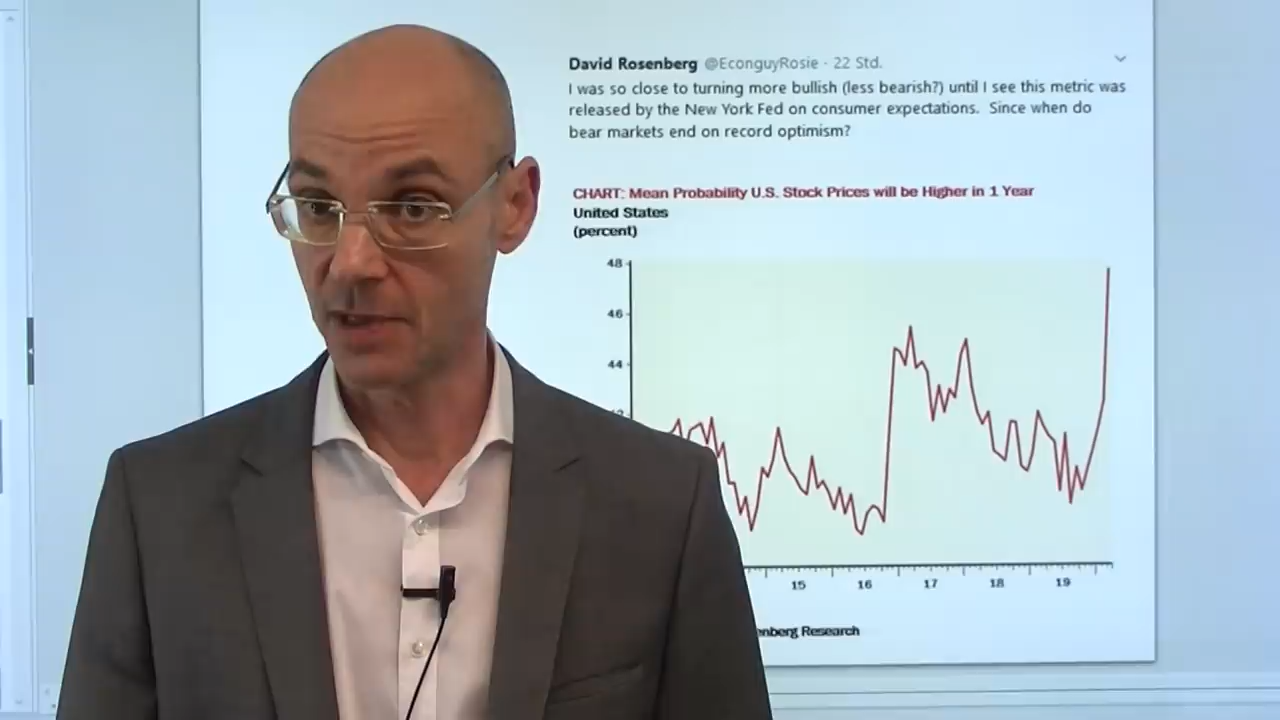 David Rosenberg @EconguyRosie · 22 Std.
I was so close to turning more bullish (less bearish?) until I see this metric was
released by the New York Fed on consumer expectations. Since when do
bear markets end on record optimism?
CHART: Mean Probability U.S. Stock Prices will be Higher in 1 Year
United States
(percent)
48
46
44
15 16 17 18 19
Research